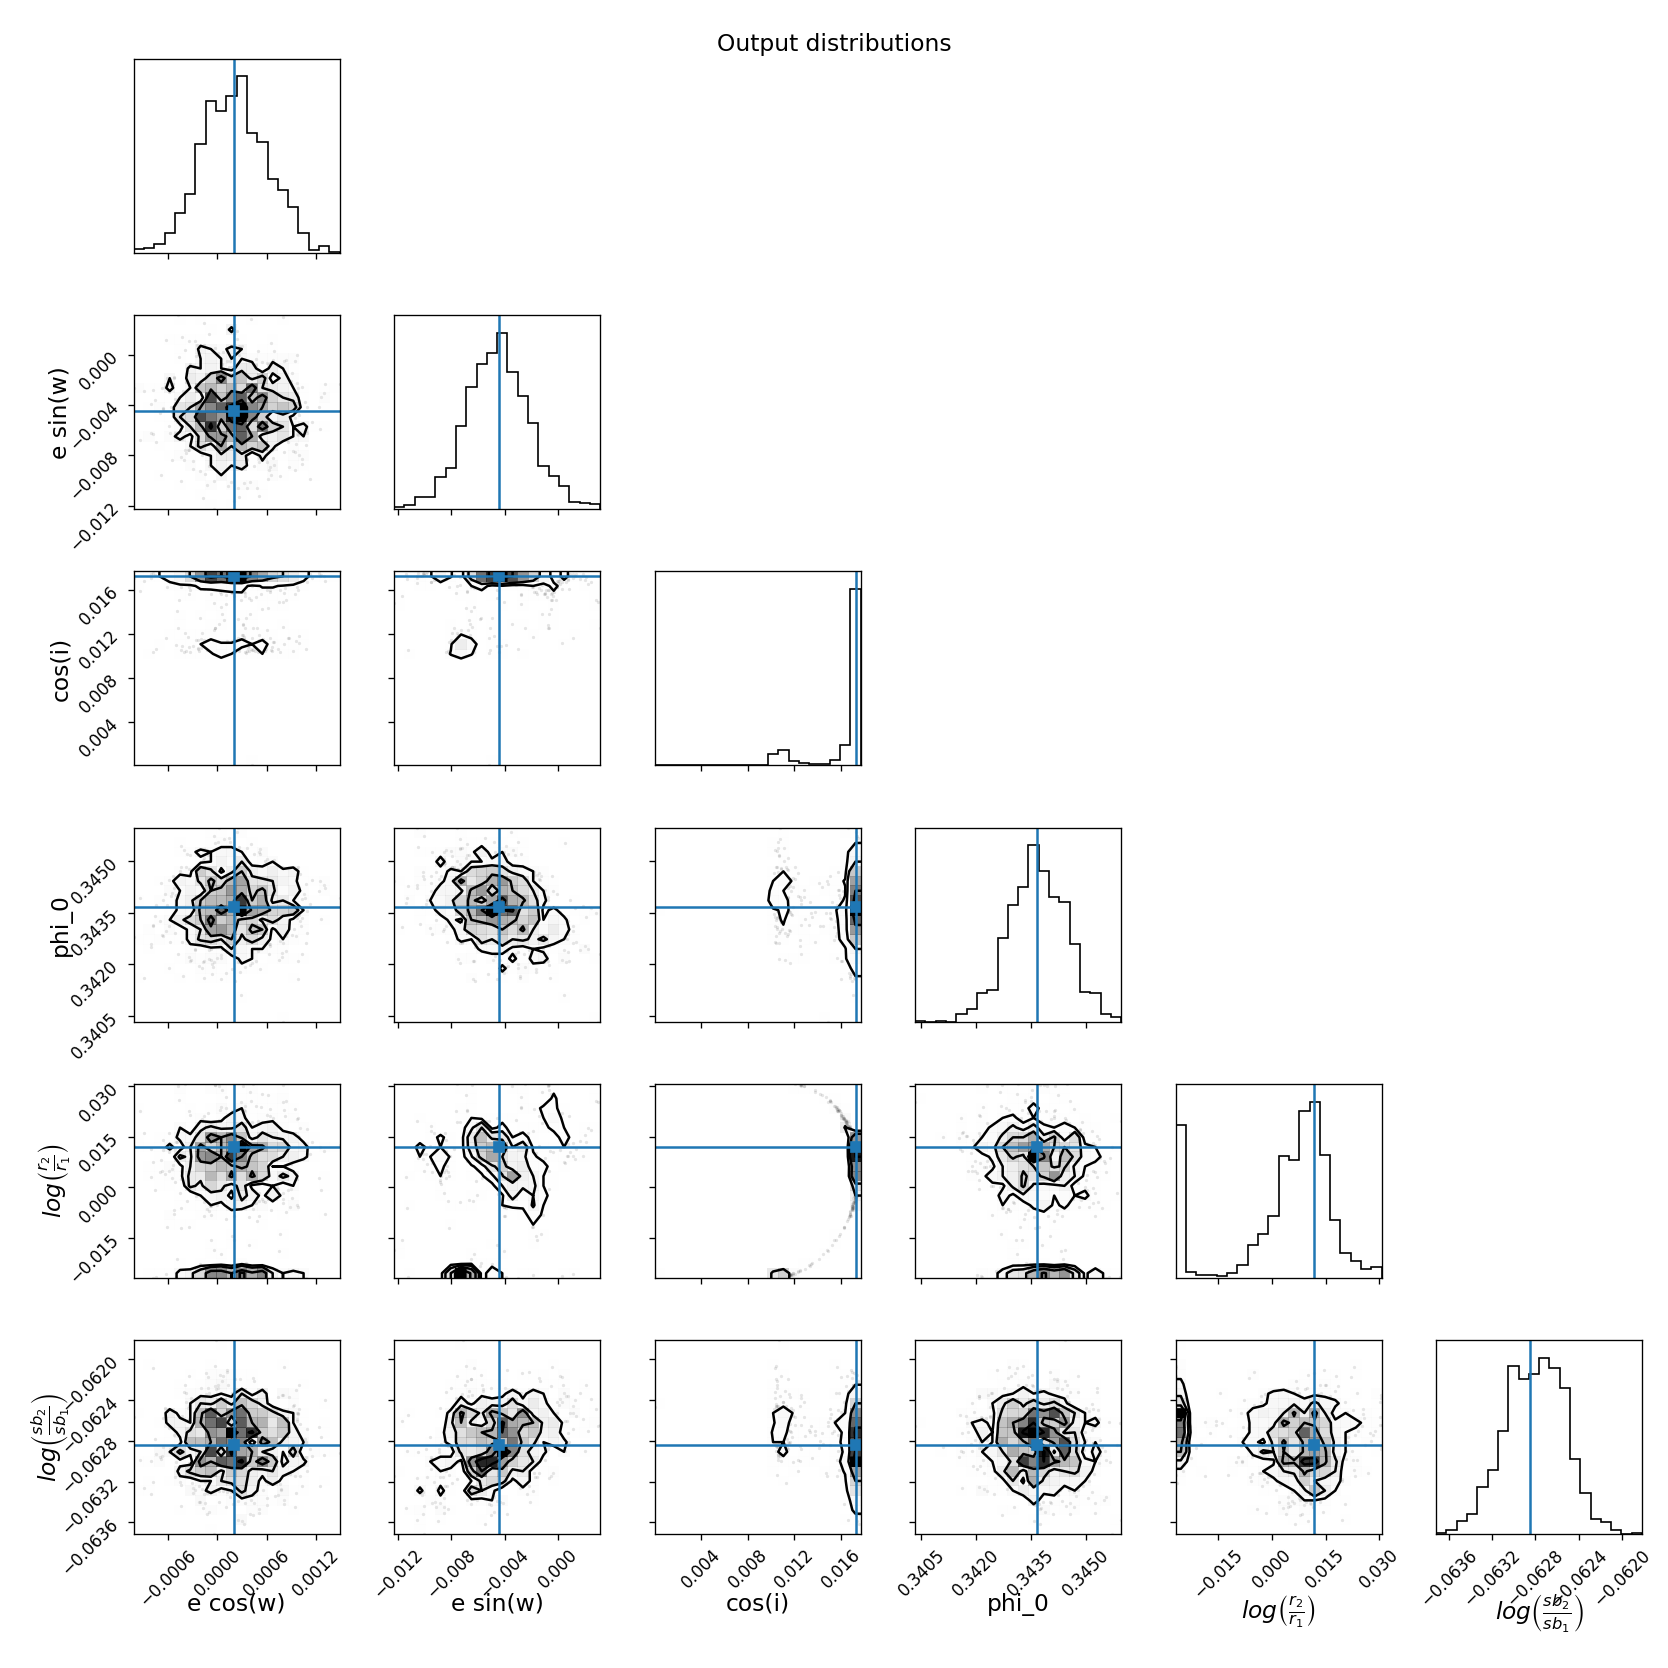 Output distributions
e sin(w)
0.000
−0.004
−0.008
−0.012
cos(i)
0.016
0.012
0.008
0.004
phi_0
0.3450
0.3435
0.3420
0.3405
log(r2/r1)
0.030
0.015
0.000
−0.015
log(sb2/sb1)
−0.0620
−0.0624
−0.0628
−0.0632
−0.0636
−0.0006 0.0000 0.0006 0.0012
−0.012 −0.008 −0.004 0.000
0.004 0.008 0.012 0.016
0.3405 0.3420 0.3435 0.3450
−0.015 0.000 0.015 0.030
−0.0636 −0.0632 −0.0628 −0.0624 −0.0620
e cos(w) e sin(w) cos(i) phi_0 log(r2/r1) log(sb2/sb1)